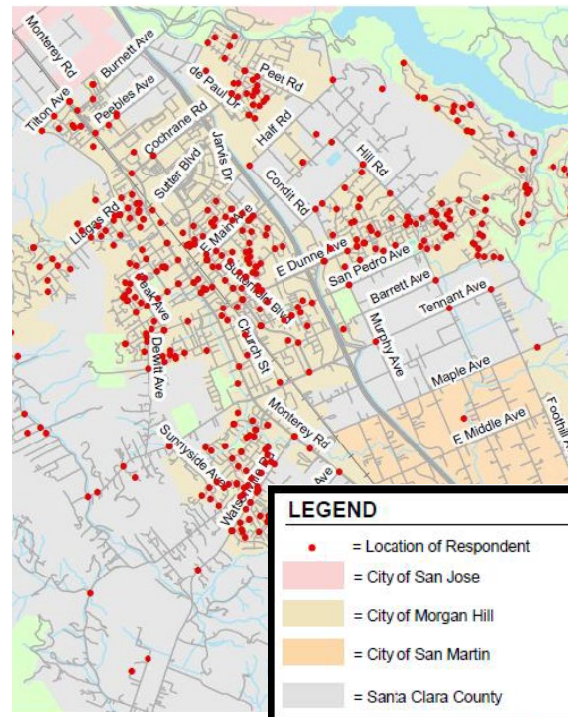 Monterey Rd
Burnett Ave
Tilton Ave
Peebles Ave
de Paul Dr
Peet Rd
Cochrane Rd
Half Rd
Sutter Blvd
Jarvis Dr
Hill Rd
Condit Rd
Llagas Rd
E Main Ave
E Dunne Ave
San Pedro Ave
Peak Ave
Butterfield Blvd
Barrett Ave
Tennant Ave
Dewitt Ave
Church St
Murphy Ave
Maple Ave
Monterey Rd
E Middle Ave
Foothill A
Sunnyside Ave
Watsonville Rd
Ave
LEGEND
= Location of Respondent
= City of San Jose
= City of Morgan Hill
= City of San Martin
= Santa Clara County